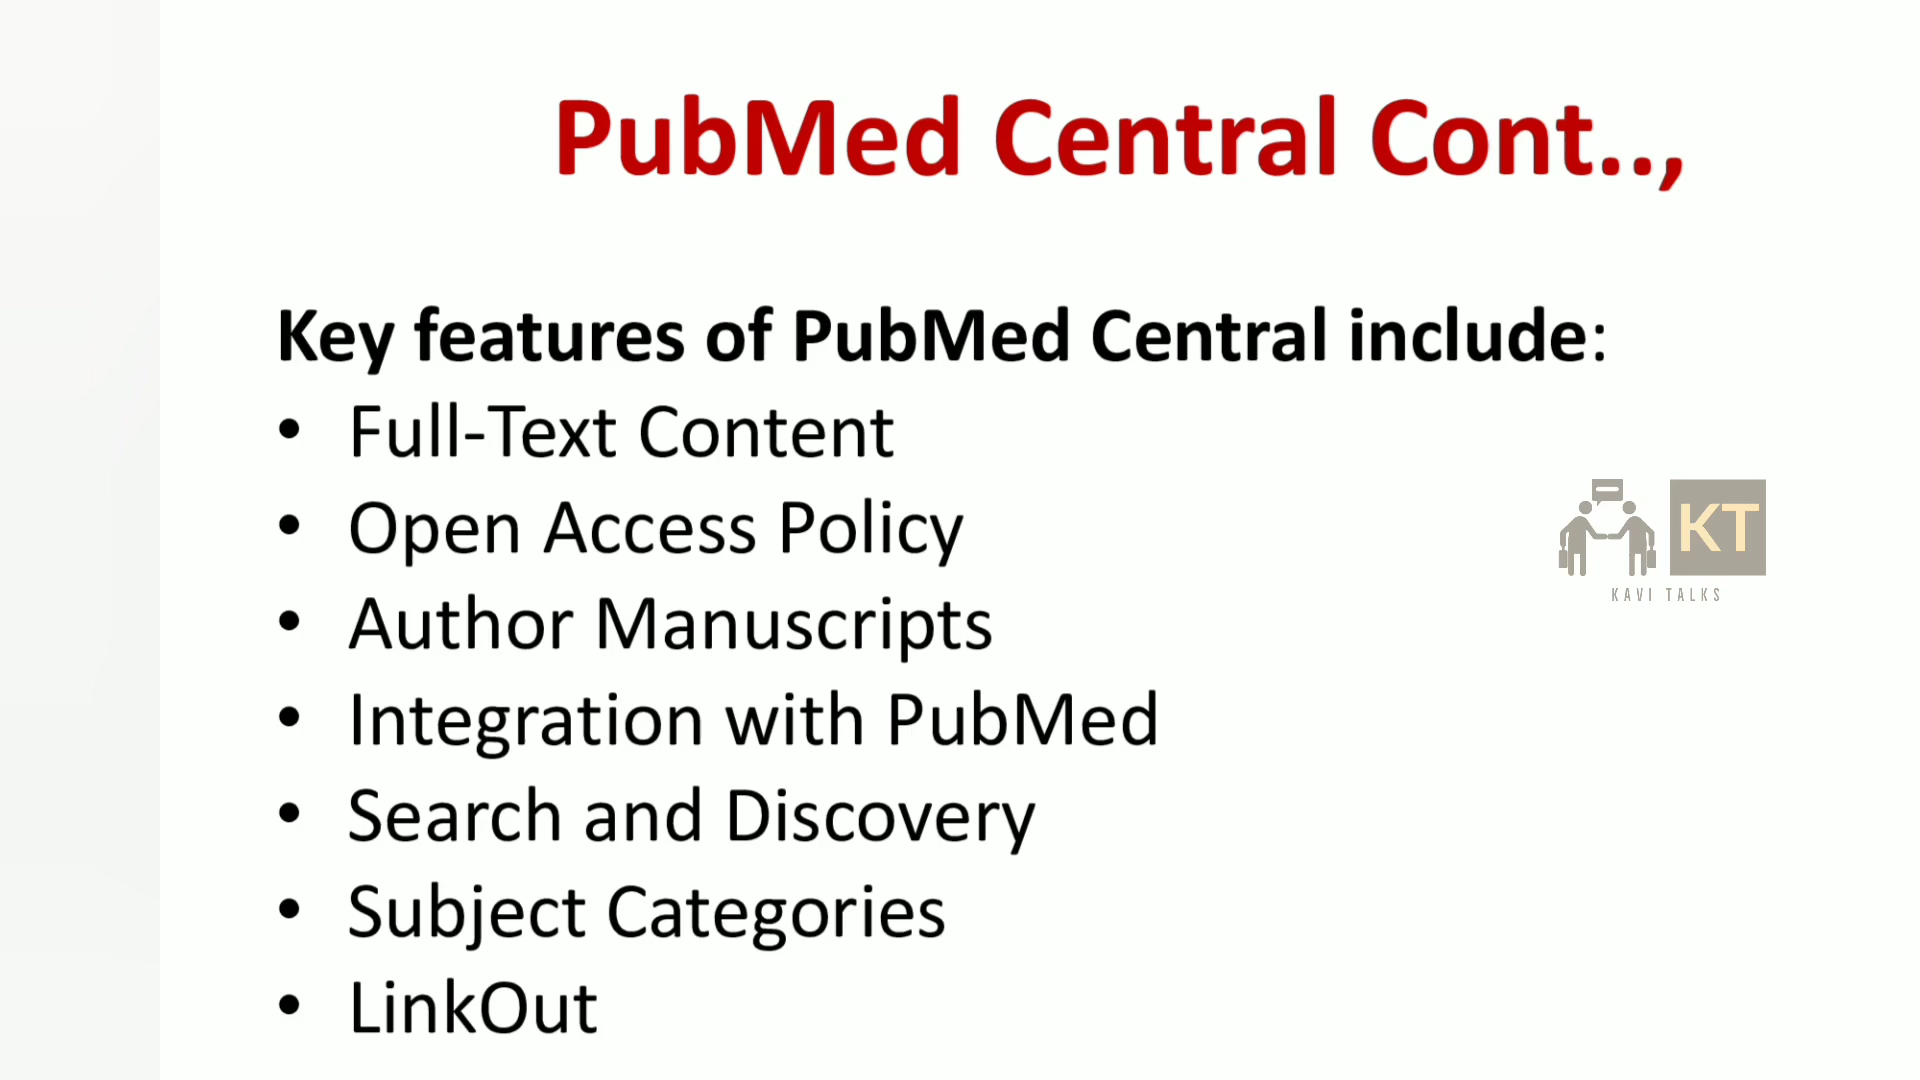 PubMed Central Cont..,
Key features of PubMed Central include:
• Full-Text Content
• Open Access Policy
• Author Manuscripts
• Integration with PubMed
• Search and Discovery
• Subject Categories
• LinkOut
KT
KAVI TALKS